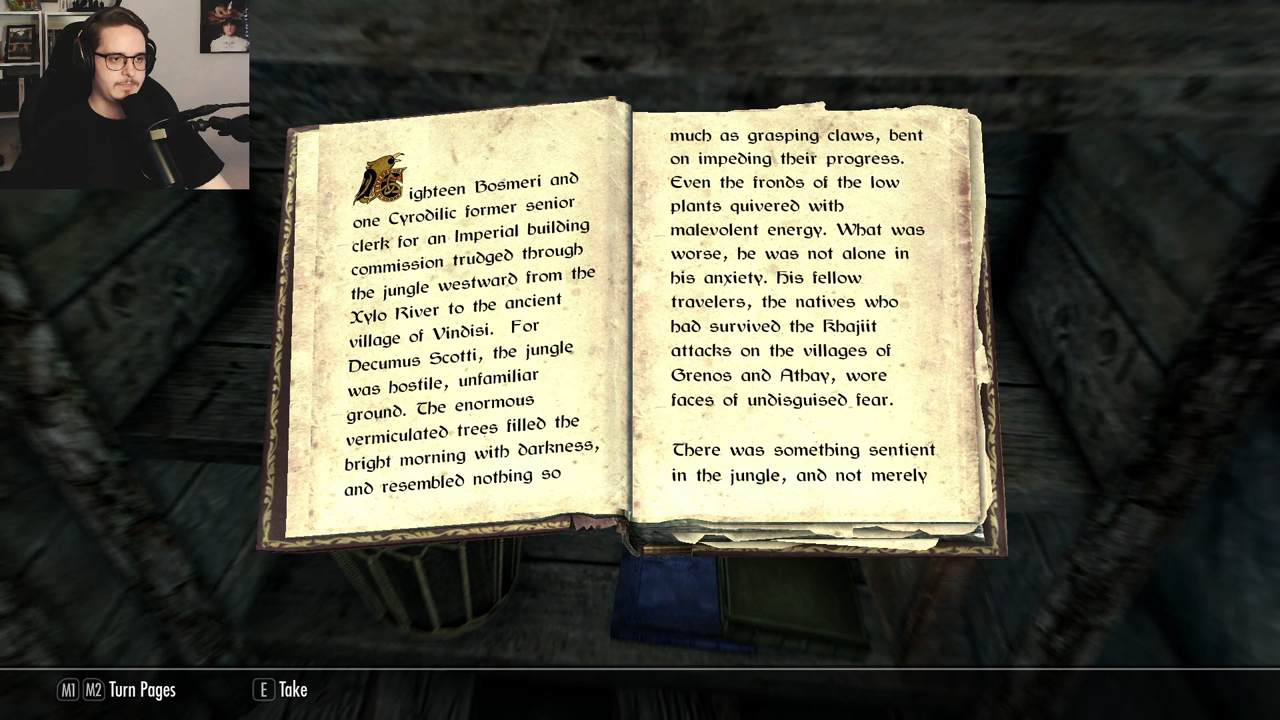 Eighteen Bosmeri and
one Cyrodilic former senior
clerk for an Imperial building
commission trudged through
the jungle westward from the
Xylo River to the ancient
village of Vindisi.  For
Decumus Scotti, the jungle
was hostile, unfamiliar
ground. The enormous
vermiculated trees filled the
bright morning with darkness,
and resembled nothing so
much as grasping claws, bent
on impeding their progress.
Even the fronds of the low
plants quivered with
malevolent energy. What was
worse, he was not alone in
his anxiety. His fellow
travelers, the natives who
had survived the Khajiit
attacks on the villages of
Grenos and Athay, wore
faces of undisguised fear.
There was something sentient
in the jungle, and not merely
M1 M2 Turn Pages
E Take